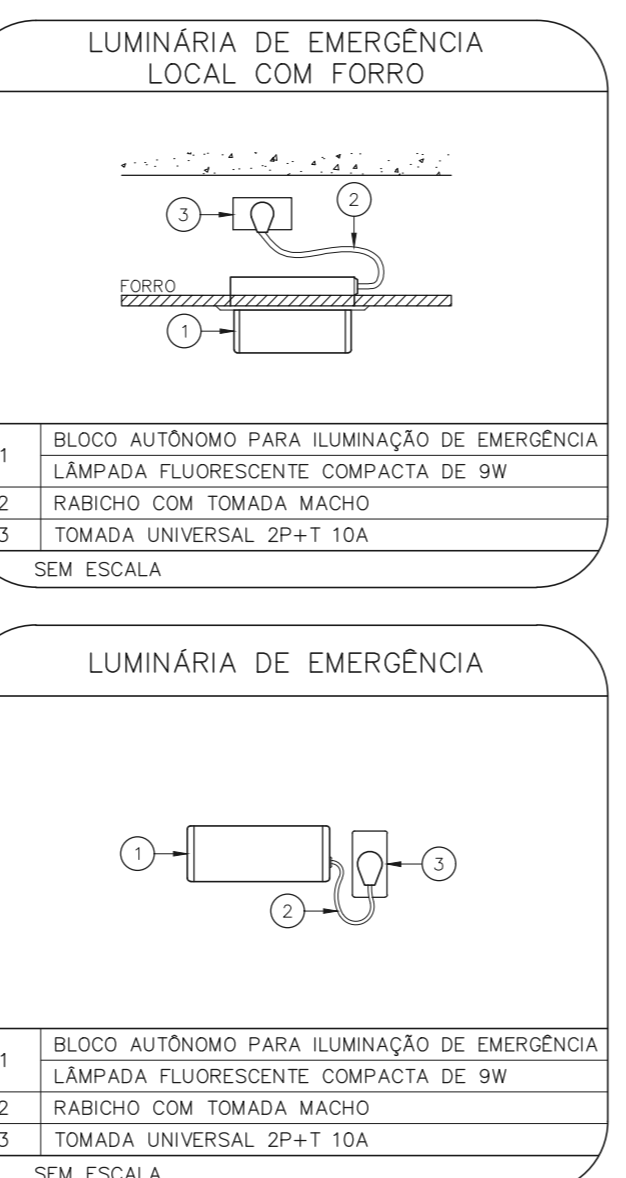 LUMINÁRIA DE EMERGÊNCIA
LOCAL COM FORRO
3
2
FORRO
1
1
BLOCO AUTÔNOMO PARA ILUMINAÇÃO DE EMERGÊNCIA
LÂMPADA FLUORESCENTE COMPACTA DE 9W
2 RABICHO COM TOMADA MACHO
3 TOMADA UNIVERSAL 2P+T 10A
SEM ESCALA
LUMINÁRIA DE EMERGÊNCIA
1
3
2
1
BLOCO AUTÔNOMO PARA ILUMINAÇÃO DE EMERGÊNCIA
LÂMPADA FLUORESCENTE COMPACTA DE 9W
2 RABICHO COM TOMADA MACHO
3 TOMADA UNIVERSAL 2P+T 10A
SEM ESCALA